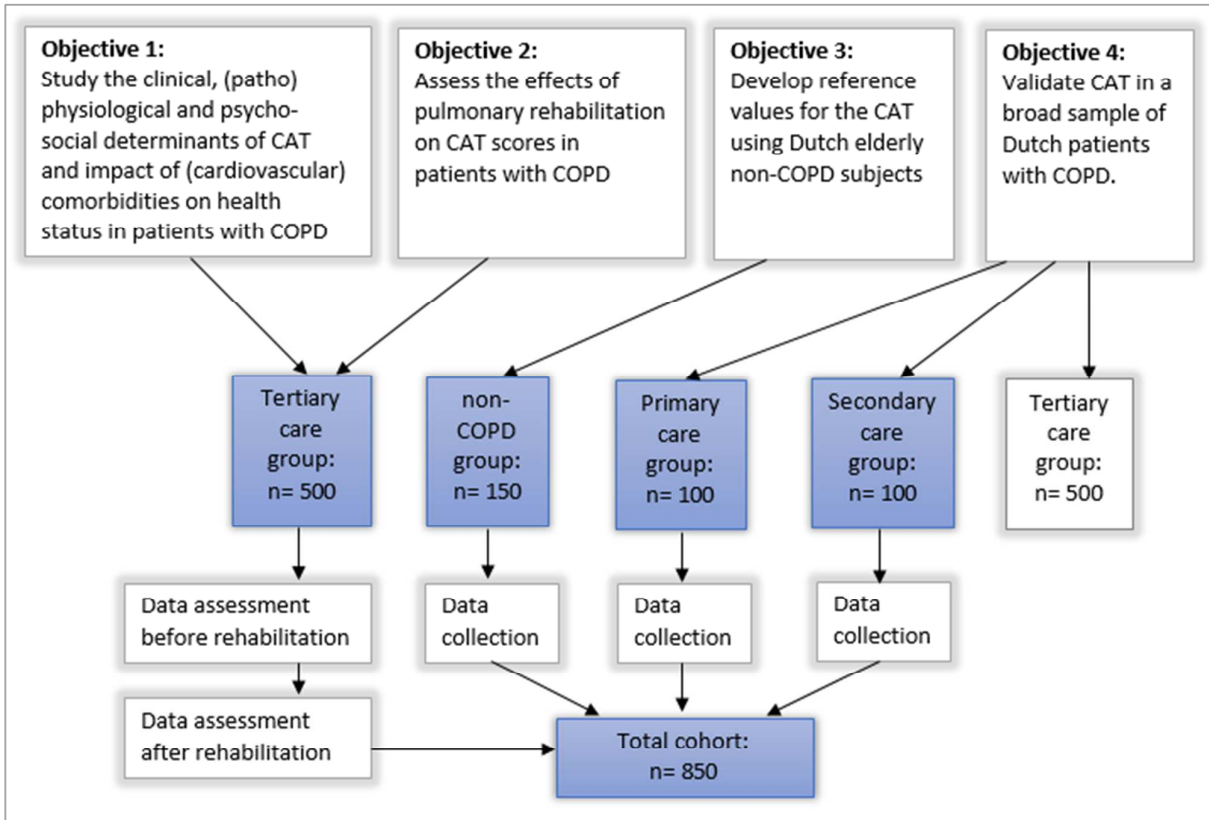 Objective 1:
Study the clinical, (patho)
physiological and psycho-
social determinants of CAT
and impact of (cardiovascular)
comorbidities on health
status in patients with COPD
Objective 2:
Assess the effects of
pulmonary rehabilitation
on CAT scores in
patients with COPD
Objective 3:
Develop reference
values for the CAT
using Dutch elderly
non-COPD subjects
Objective 4:
Validate CAT in a
broad sample of
Dutch patients
with COPD.
Tertiary
care
group:
n= 500
non-
COPD
group:
n= 150
Primary
care
group:
n= 100
Secondary
care
group:
n= 100
Tertiary
care
group:
n= 500
Data assessment
before rehabilitation
Data
collection
Data
collection
Data
collection
Data assessment
after rehabilitation
Total cohort:
n= 850